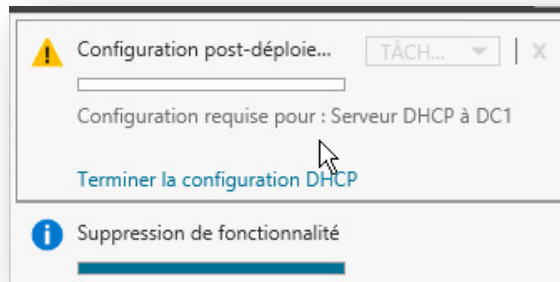 Configuration post-déploie... TÂCH... X
Configuration requise pour : Serveur DHCP à DC1
Terminer la configuration DHCP
Suppression de fonctionnalité